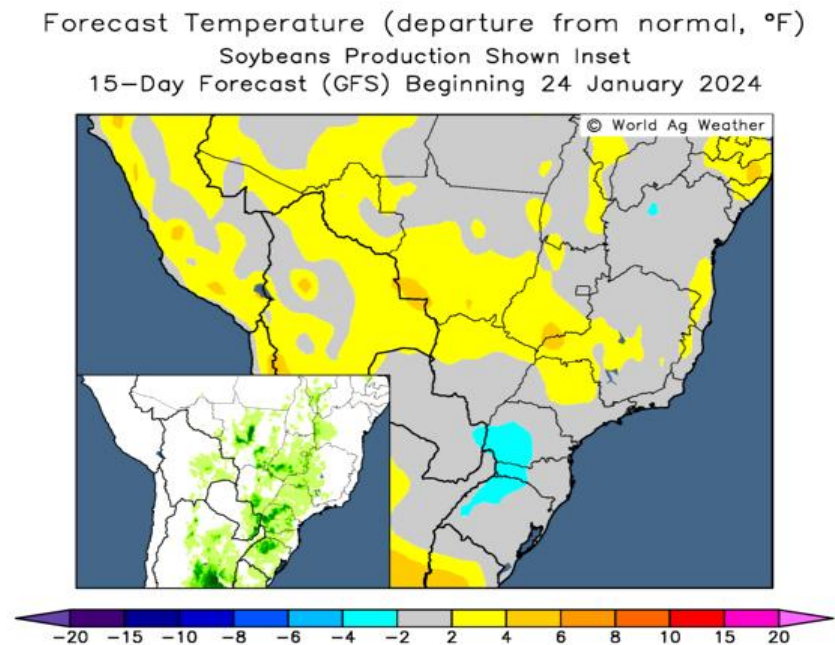 Forecast Temperature (departure from normal, °F)
Soybeans Production Shown Inset
15-Day Forecast (GFS) Beginning 24 January 2024
© World Ag Weather
-20 -15 -10 -8 -6 -4 -2 2 4 6 8 10 15 20